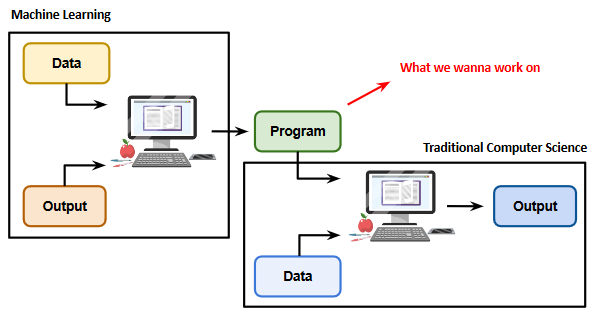 Machine Learning
Data
What we wanna work on
Program
Traditional Computer Science
Output
Output
Data